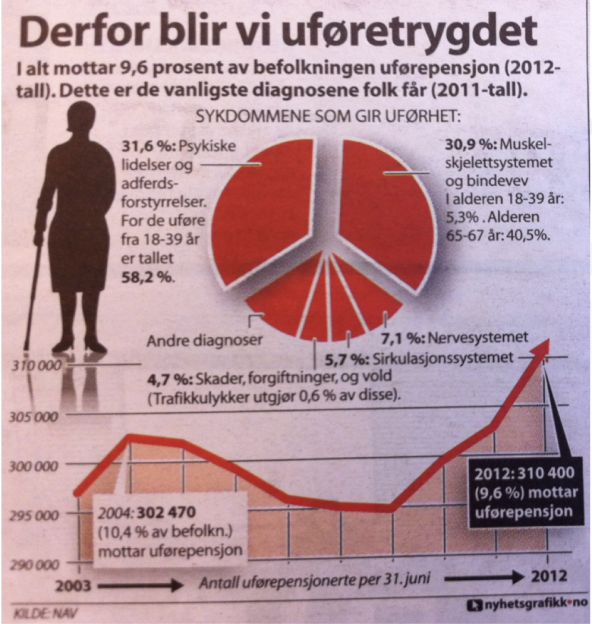 Derfor blir vi uføretrygdet
I alt mottar 9,6 prosent av befolkningen uførepensjon (2012-
tall). Dette er de vanligste diagnosene folk får (2011-tall).
SYKDOMMENE SOM GIR UFØRHET:
31,6 %: Psykiske
lidelser og
adferds-
forstyrrelser.
For de uføre
fra 18-39 år
er tallet
58,2 %.
30,9 %: Muskel-
skjelettsystemet
og bindevev
I alderen 18-39 år:
5,3% . Alderen
65-67 år: 40,5%.
Andre diagnoser
7,1 %: Nervesystemet
5,7 %: Sirkulasjonssystemet
4,7 %: Skader, forgiftninger, og vold
(Trafikkulykker utgjør 0,6 % av disse).
310 000
305 000
300 000
295 000
290 000
2004: 302 470
(10,4 % av befolkn.)
mottar uførepensjon
2012: 310 400
(9,6 %) mottar
uførepensjon
2003
Antall uførepensjonerte per 31. juni
2012
KILDE: NAV
nyhetsgrafikk•no